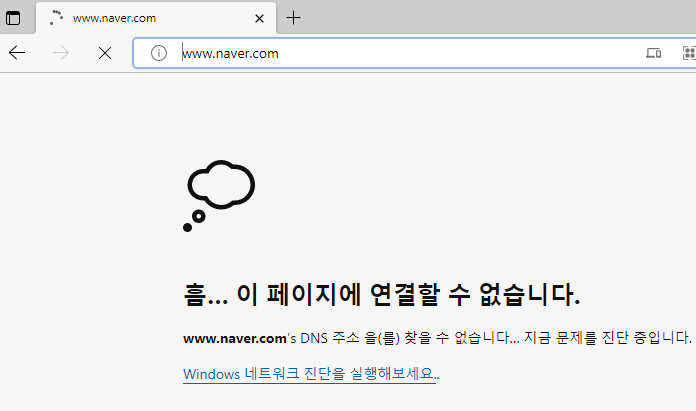 www.naver.com
www.naver.com
흠... 이 페이지에 연결할 수 없습니다.
www.naver.com's DNS 주소 을(를) 찾을 수 없습니다... 지금 문제를 진단 중입니다.
Windows 네트워크 진단을 실행해보세요..